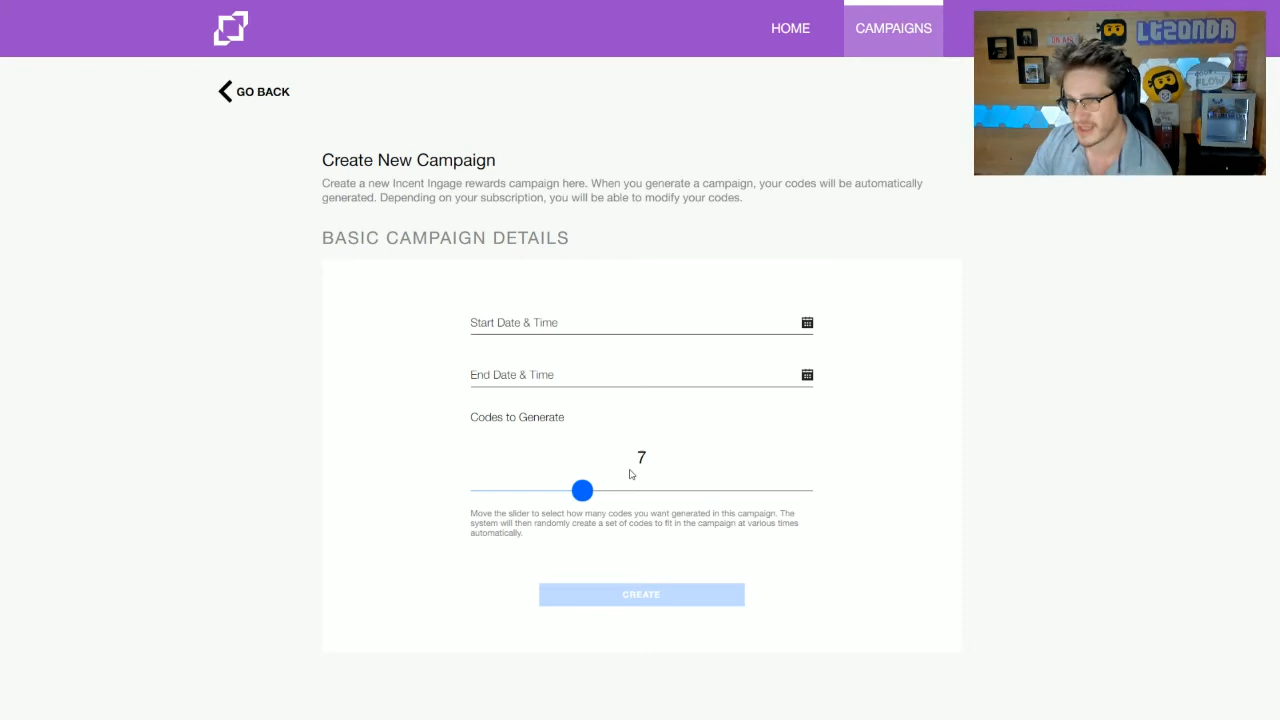 HOME
CAMPAIGNS
LTZONDA
GO BACK
Create New Campaign
Create a new Incent Ingage rewards campaign here. When you generate a campaign, your codes will be automatically
generated. Depending on your subscription, you will be able to modify your codes.
BASIC CAMPAIGN DETAILS
Start Date & Time
End Date & Time
Codes to Generate
7
Move the slider to select how many codes you want generated in this campaign. The
system will then randomly create a set of codes to fit in the campaign at various times
automatically.
CREATE